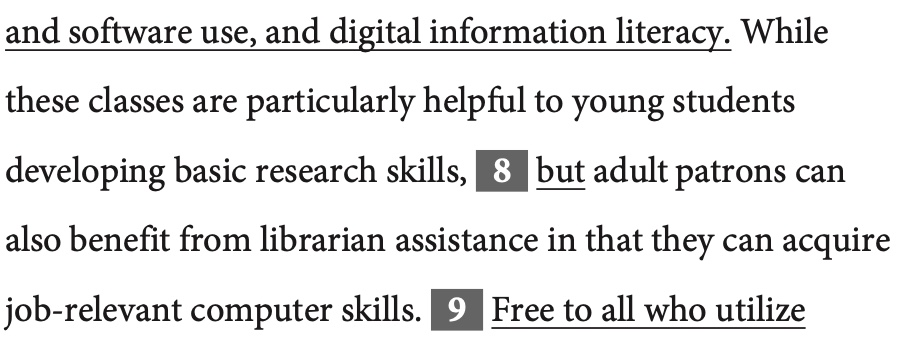 and software use, and digital information literacy. While
these classes are particularly helpful to young students
developing basic research skills, 8 but adult patrons can
also benefit from librarian assistance in that they can acquire
job-relevant computer skills. 9 Free to all who utilize